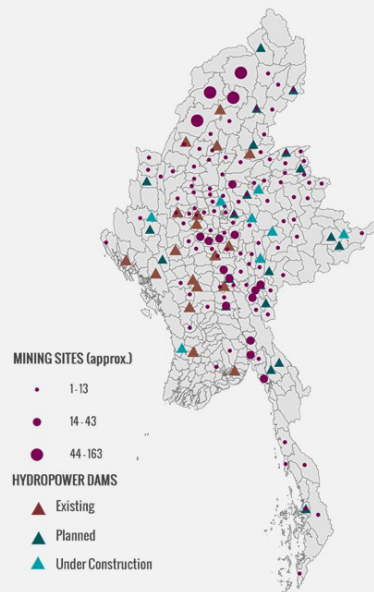 MINING SITES (approx.)
1-13
14-43
44-163
HYDROPOWER DAMS
Existing
Planned
Under Construction